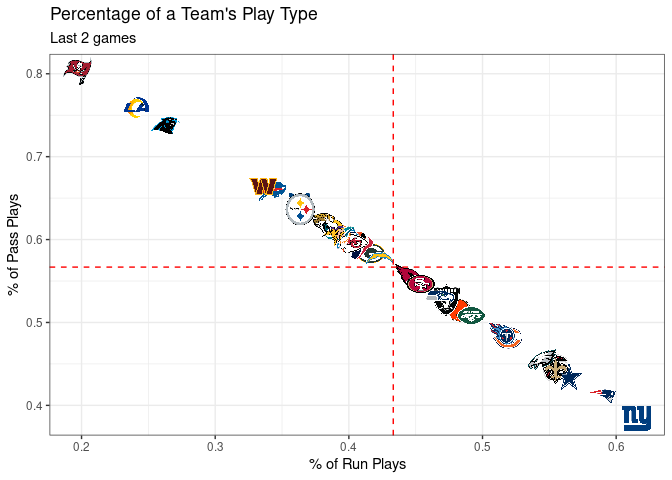 Percentage of a Team's Play Type
Last 2 games
% of Pass Plays
0.8
0.7
0.6
0.5
0.4
W
SF
T
ny
0.2
0.3
0.4
0.5
0.6
% of Run Plays